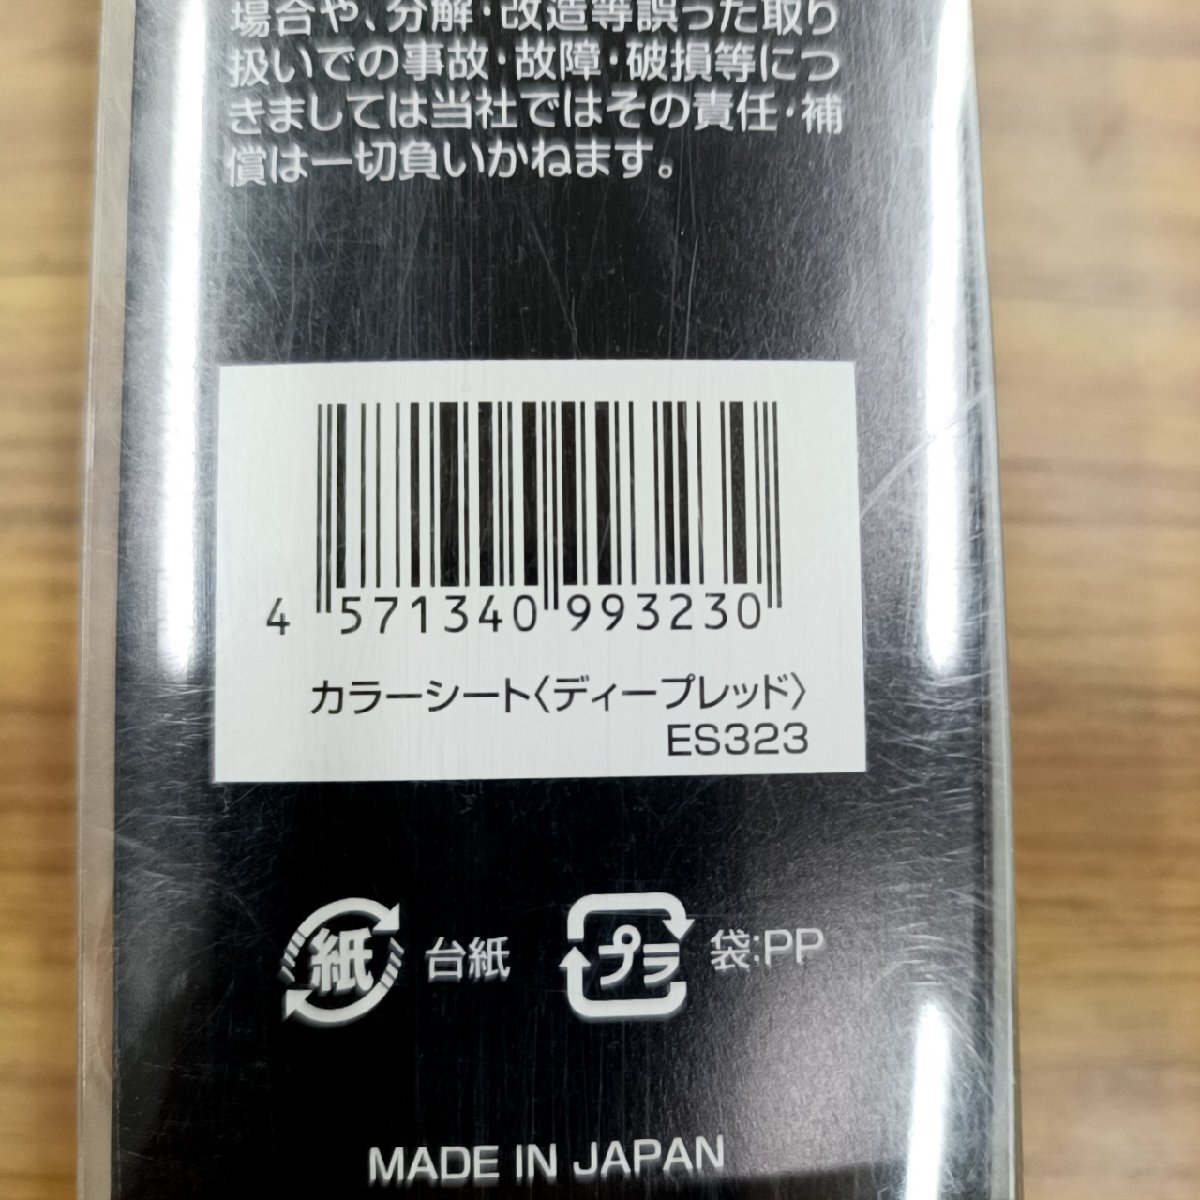 場合や、分解・改造等誤った取り
扱いでの事故・故障・破損等につ
きましては当社ではその責任・補
償は一切負いかねます。
4 571340 993230
カラーシート〈ディープレッド〉
ES323
紙 台紙 プラ 袋:PP
MADE IN JAPAN